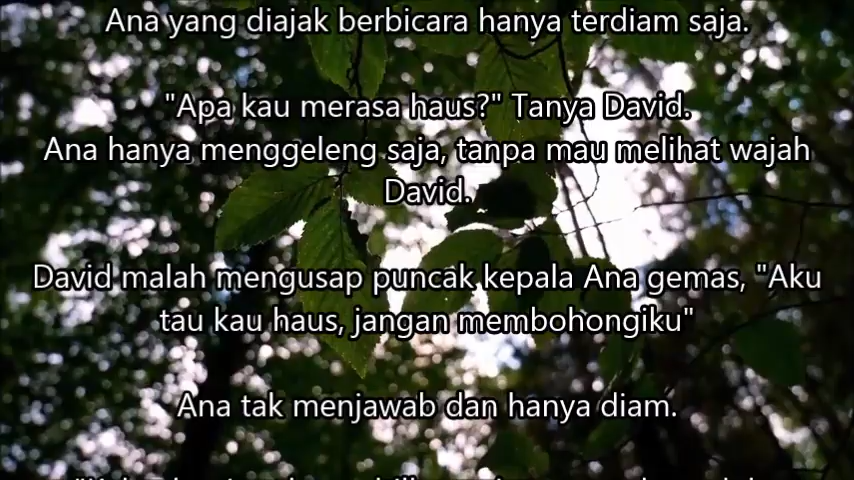 Ana yang diajak berbicara hanya terdiam saja.
"Apa kau merasa haus?" Tanya David.
Ana hanya menggeleng saja, tanpa mau melihat wajah
David.
David malah mengusap puncak kepala Ana gemas, "Aku
tau kau haus, jangan membohongiku"
Ana tak menjawab dan hanya diam.